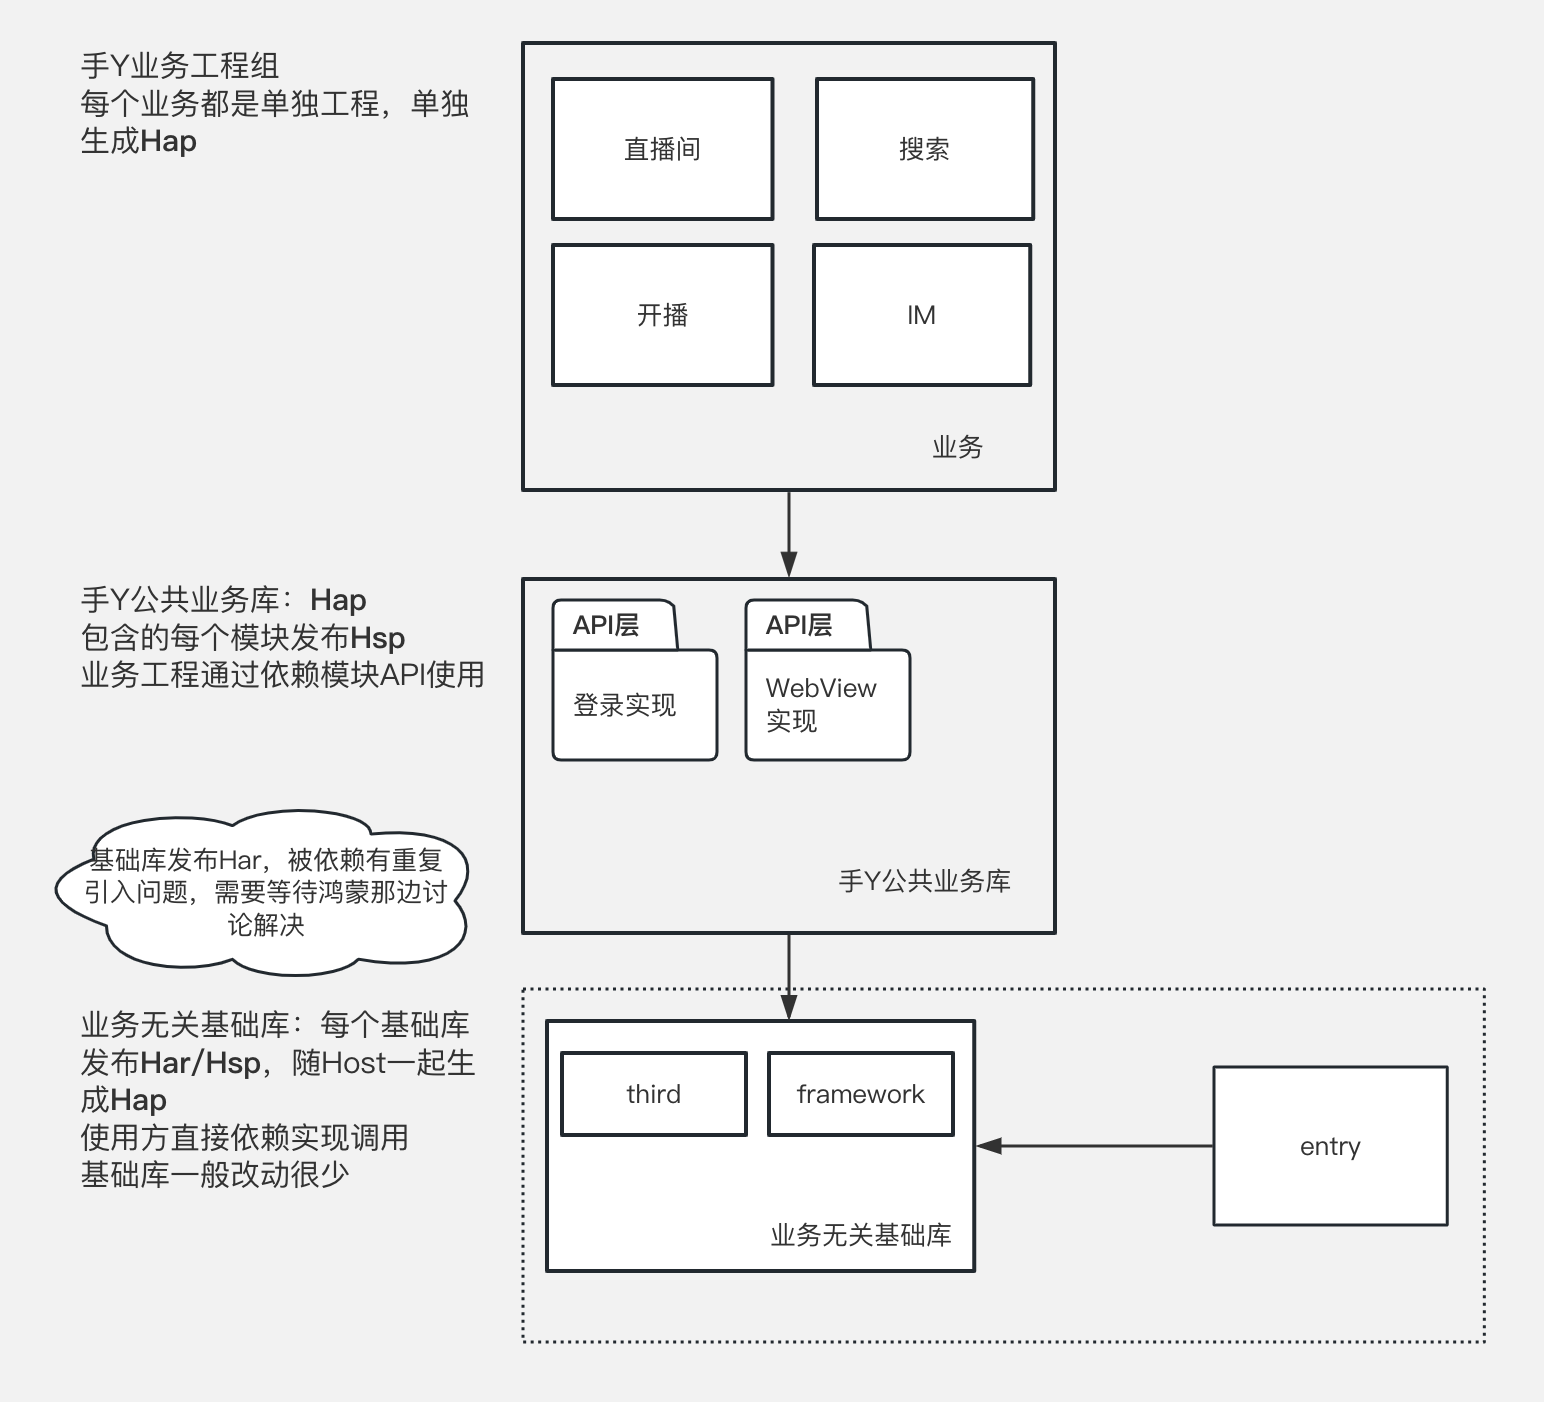 手Y业务工程组
每个业务都是单独工程，单独
生成Hap
直播间
搜索
开播
IM
业务
手Y公共业务库：Hap
包含的每个模块发布Hsp
业务工程通过依赖模块API使用
API层
登录实现
API层
WebView
实现
手Y公共业务库
基础库发布Har，被依赖有重复
引入问题，需要等待鸿蒙那边讨
论解决
业务无关基础库：每个基础库
发布Har/Hsp，随Host一起生
成Hap
使用方直接依赖实现调用
基础库一般改动很少
third
framework
业务无关基础库
entry